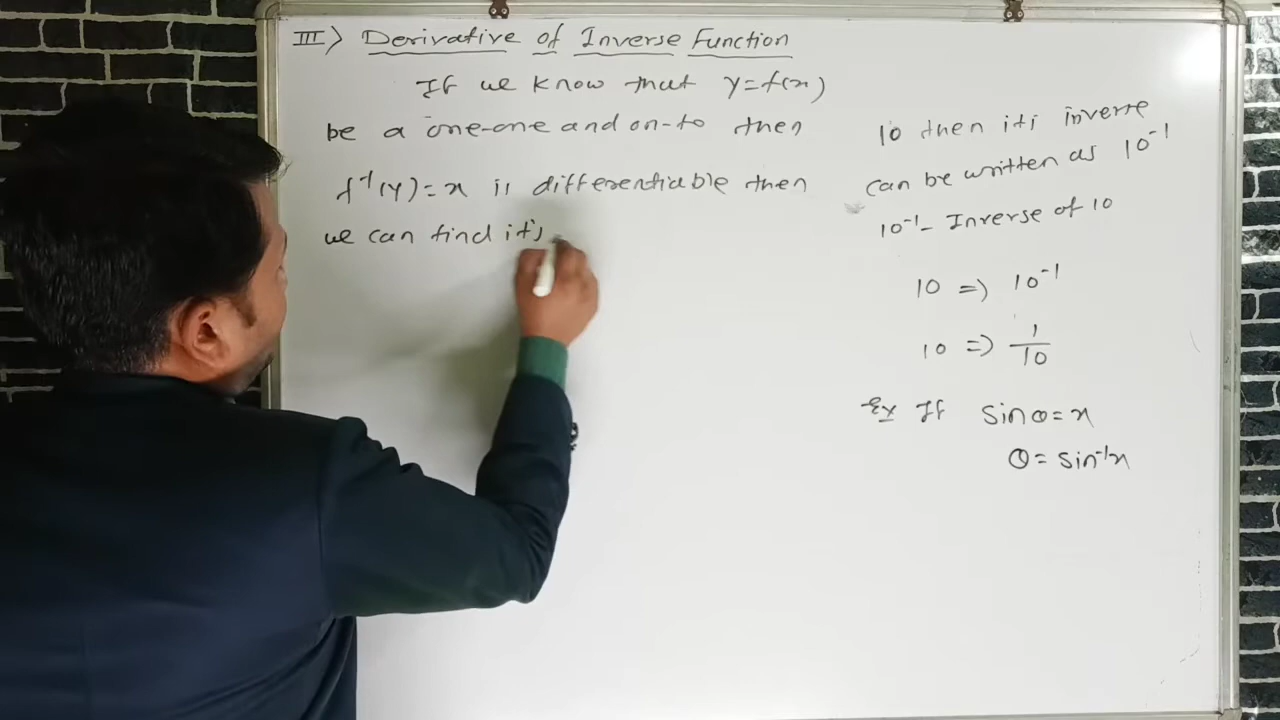 III) Derivative of Inverse Function
If we know that y=f(x)
be a one-one and on-to then
f⁻¹(y)=x is differentiable then
we can find it's
10 then its inverse
can be written as 10⁻¹
10⁻¹- Inverse of 10
10 => 10⁻¹
10 => 1/10
Ex If sinθ=x
θ= sin⁻¹x